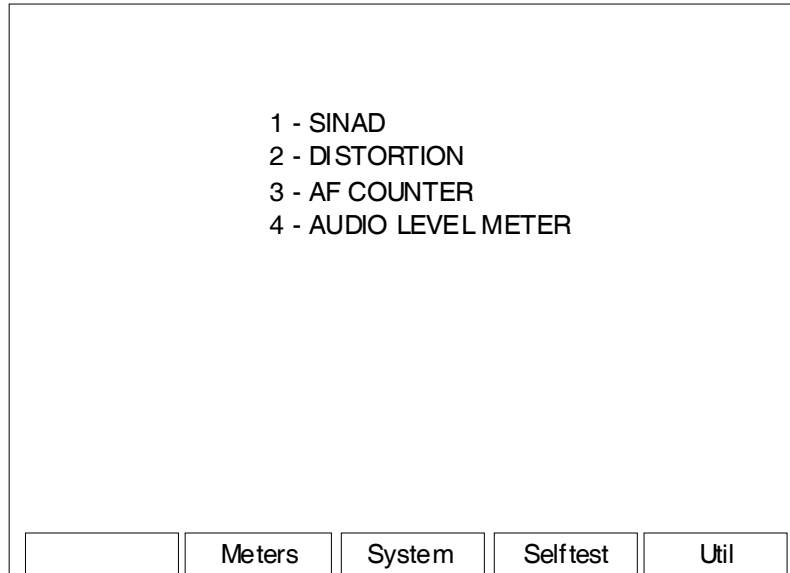 1 - SINAD
2 - DISTORTION
3 - AF COUNTER
4 - AUDIO LEVEL METER
Meters System Selftest Util